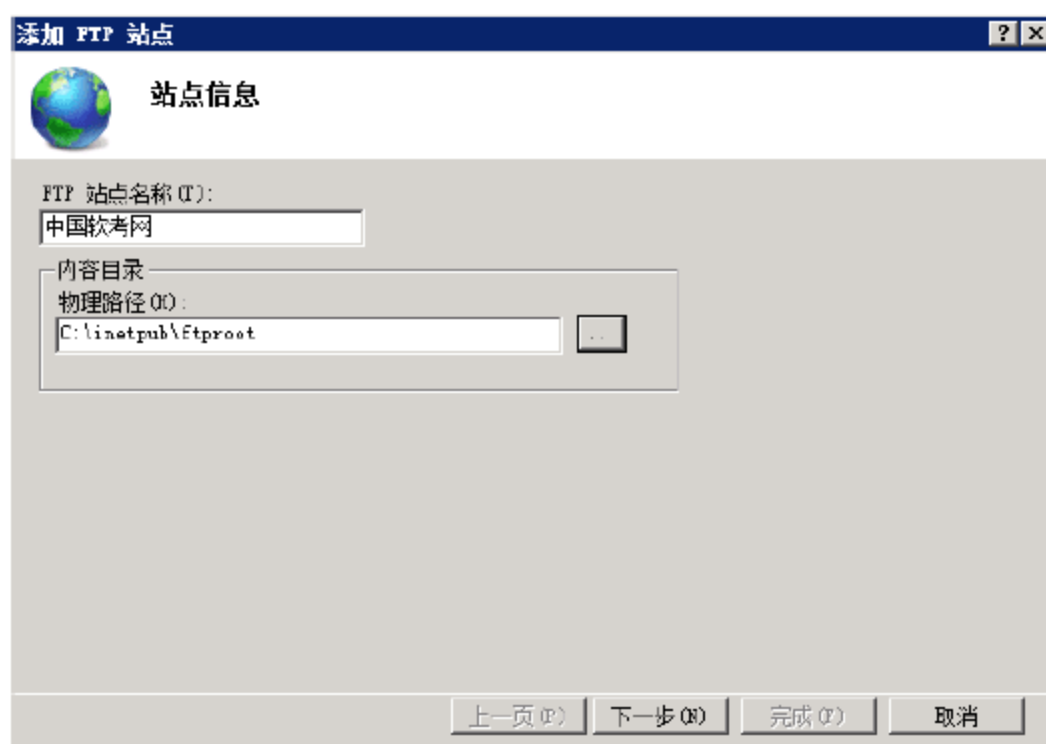 添加 FTP 站点
站点信息
FTP 站点名称(T):
中国软考网
内容目录
物理路径(H):
C:\inetpub\ftproot
..
上一页(P)
下一步(N)
完成(F)
取消